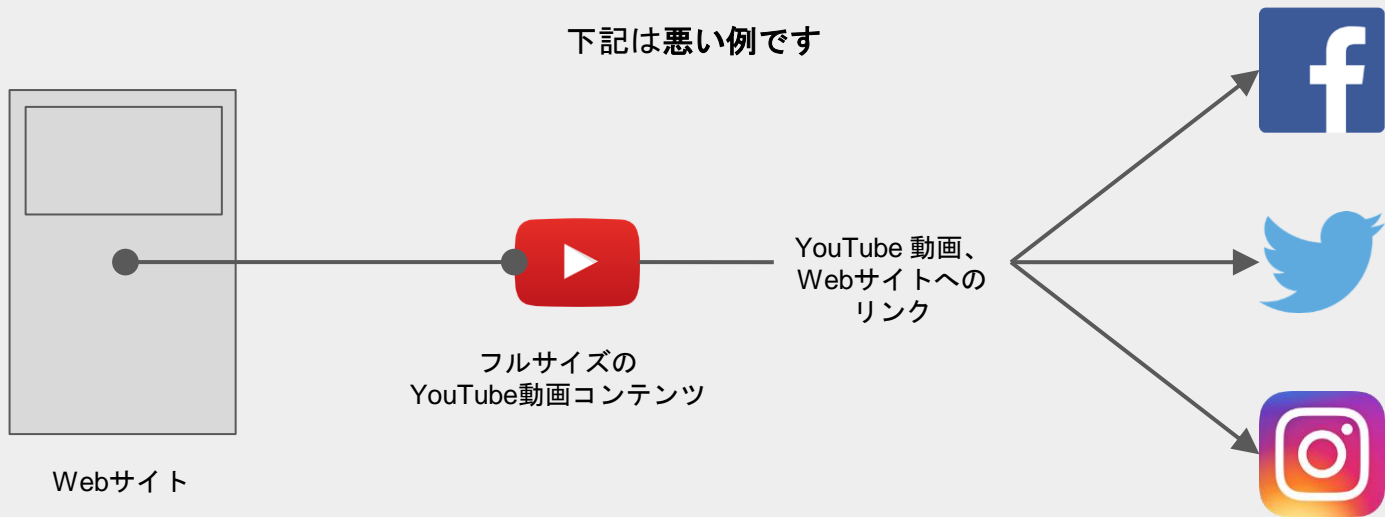 下記は悪い例です
YouTube 動画、
Webサイトへの
リンク
フルサイズの
YouTube動画コンテンツ
Webサイト